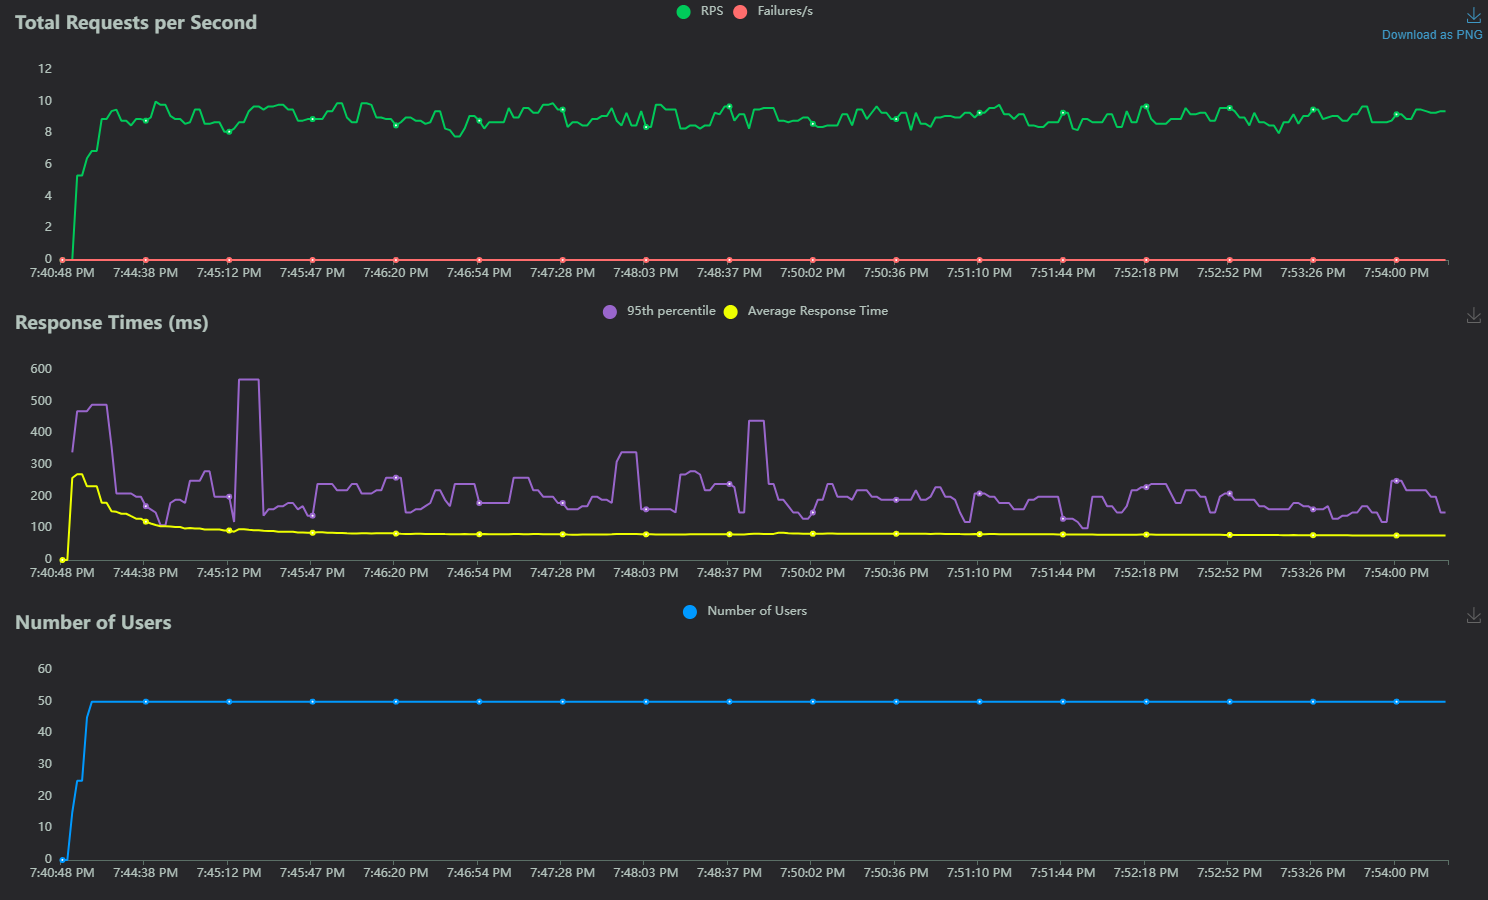 Total Requests per Second
RPS Failures/s
Download as PNG
12
10
8
6
4
2
0
7:40:48 PM 7:44:38 PM 7:45:12 PM 7:45:47 PM 7:46:20 PM 7:46:54 PM 7:47:28 PM 7:48:03 PM 7:48:37 PM 7:50:02 PM 7:50:36 PM 7:51:10 PM 7:51:44 PM 7:52:18 PM 7:52:52 PM 7:53:26 PM 7:54:00 PM
Response Times (ms)
95th percentile Average Response Time
600
500
400
300
200
100
0
7:40:48 PM 7:44:38 PM 7:45:12 PM 7:45:47 PM 7:46:20 PM 7:46:54 PM 7:47:28 PM 7:48:03 PM 7:48:37 PM 7:50:02 PM 7:50:36 PM 7:51:10 PM 7:51:44 PM 7:52:18 PM 7:52:52 PM 7:53:26 PM 7:54:00 PM
Number of Users
Number of Users
60
50
40
30
20
10
0
7:40:48 PM 7:44:38 PM 7:45:12 PM 7:45:47 PM 7:46:20 PM 7:46:54 PM 7:47:28 PM 7:48:03 PM 7:48:37 PM 7:50:02 PM 7:50:36 PM 7:51:10 PM 7:51:44 PM 7:52:18 PM 7:52:52 PM 7:53:26 PM 7:54:00 PM